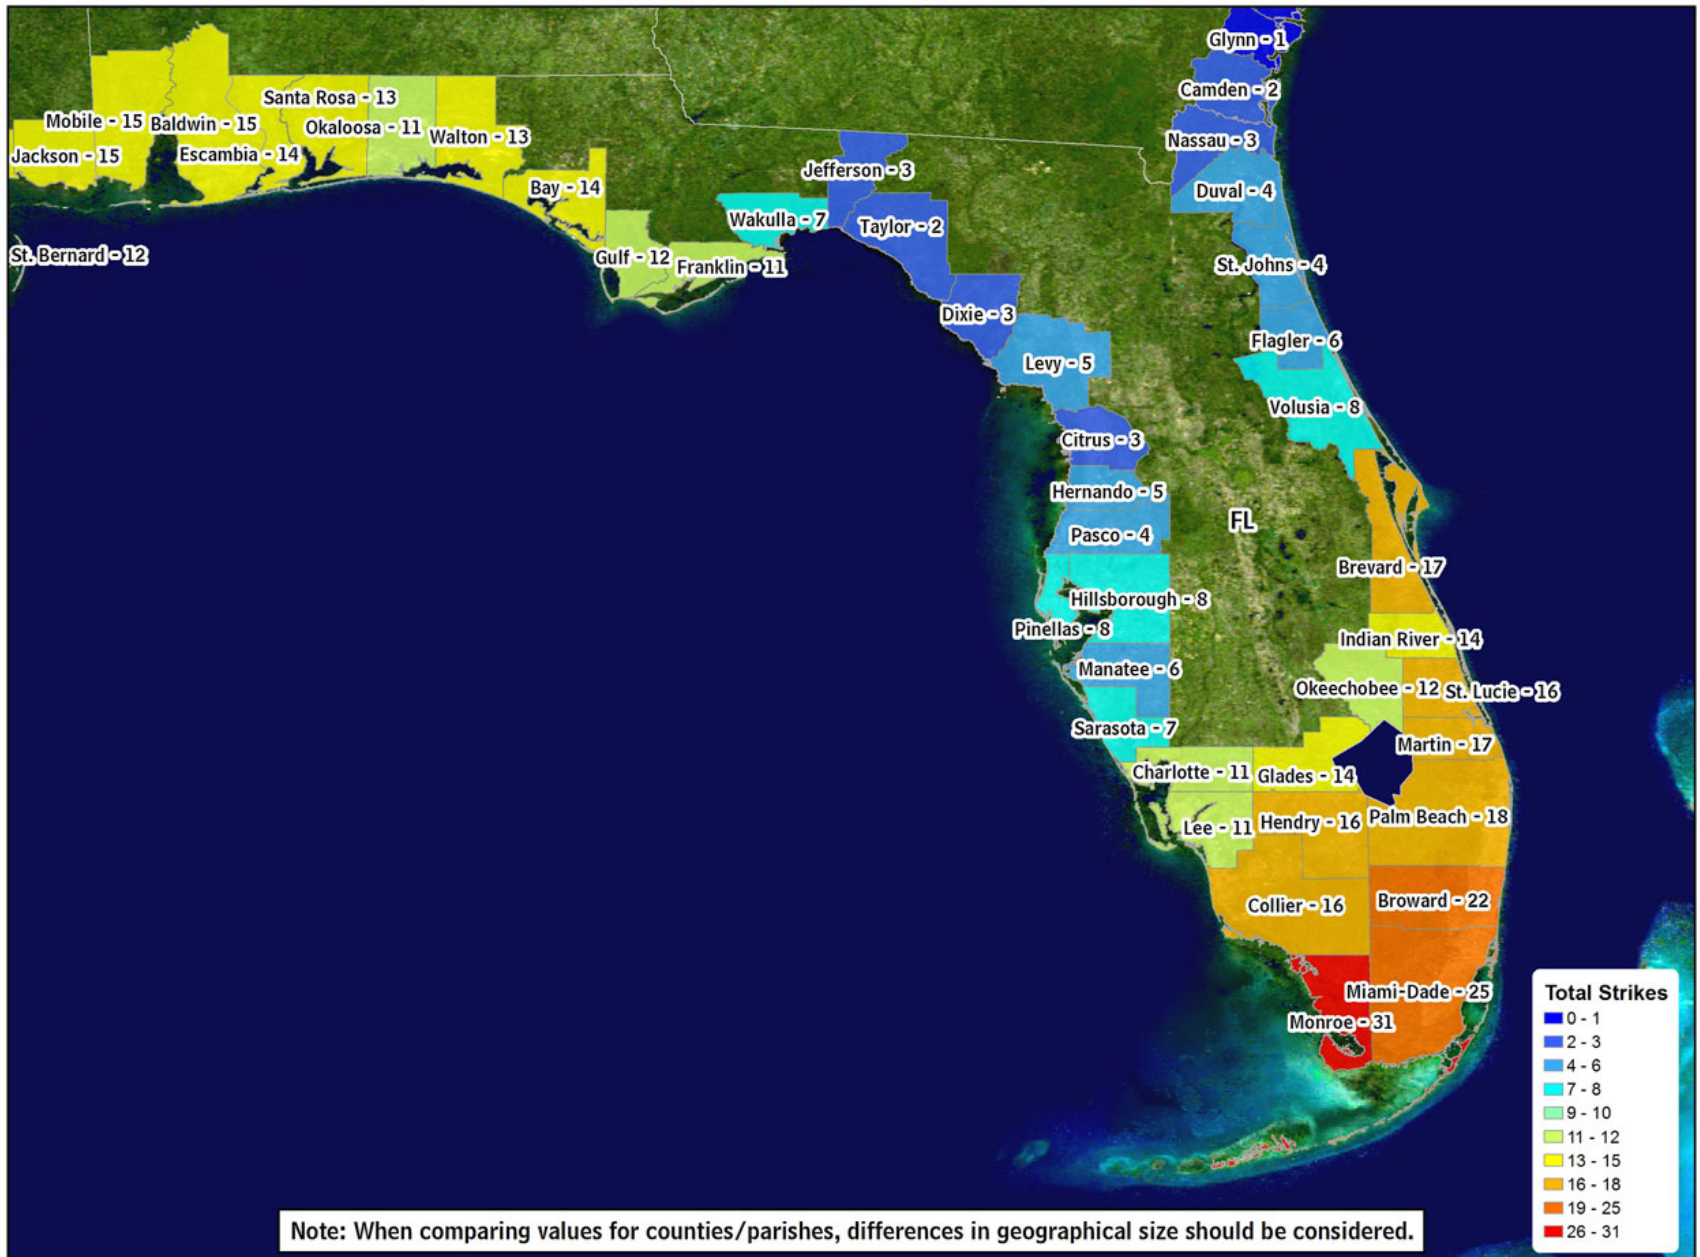 Glynn - 1
Camden - 2
Santa Rosa - 13
Mobile - 15
Baldwin - 15
Okaloosa - 11
Walton - 13
Nassau - 3
Jackson - 15
Escambia - 14
Jefferson - 3
Bay - 14
Duval - 4
Wakulla - 7
Taylor - 2
St. Bernard - 12
Gulf - 12
Franklin - 11
St. Johns - 4
Dixie - 3
Flagler - 6
Levy - 5
Volusia - 8
Citrus - 3
Hernando - 5
FL
Pasco - 4
Brevard - 17
Hillsborough - 8
Pinellas - 8
Indian River - 14
Manatee - 6
Okeechobee - 12
St. Lucie - 16
Sarasota - 7
Martin - 17
Charlotte - 11
Glades - 14
Lee - 11
Hendry - 16
Palm Beach - 18
Collier - 16
Broward - 22
Miami-Dade - 25
Monroe - 31
Total Strikes
0 - 1
2 - 3
4 - 6
7 - 8
9 - 10
11 - 12
13 - 15
16 - 18
19 - 25
26 - 31
Note: When comparing values for counties/parishes, differences in geographical size should be considered.